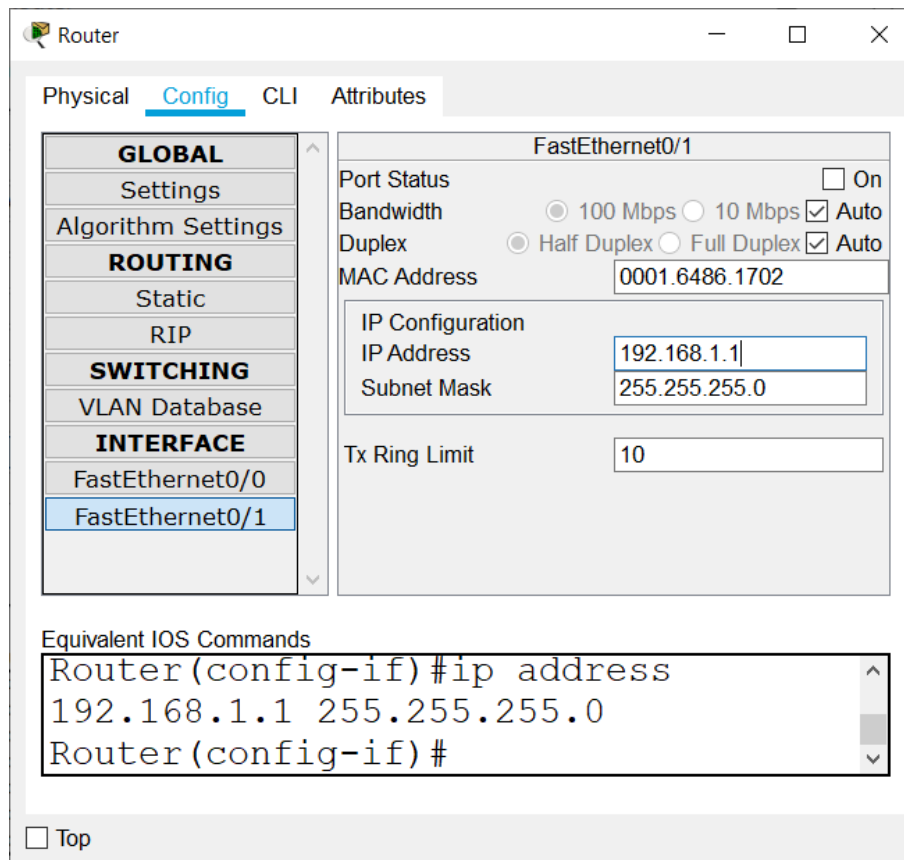 Router
Physical Config CLI Attributes
GLOBAL
Settings
Algorithm Settings
ROUTING
Static
RIP
SWITCHING
VLAN Database
INTERFACE
FastEthernet0/0
FastEthernet0/1
FastEthernet0/1
Port Status On
Bandwidth 100 Mbps 10 Mbps Auto
Duplex Half Duplex Full Duplex Auto
MAC Address 0001.6486.1702
IP Configuration
IP Address 192.168.1.1
Subnet Mask 255.255.255.0
Tx Ring Limit 10
Equivalent IOS Commands
Router(config-if)#ip address
192.168.1.1 255.255.255.0
Router(config-if)#
Top